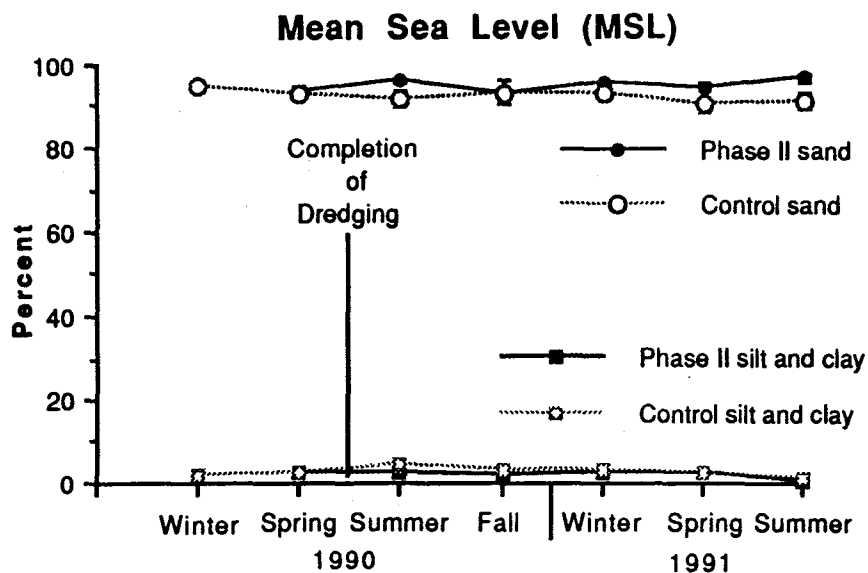 Mean Sea Level (MSL)
Percent
100
80
60
40
20
0
Completion
of
Dredging
Phase II sand
Control sand
Phase II silt and clay
Control silt and clay
Winter Spring Summer Fall Winter Spring Summer
1990 1991